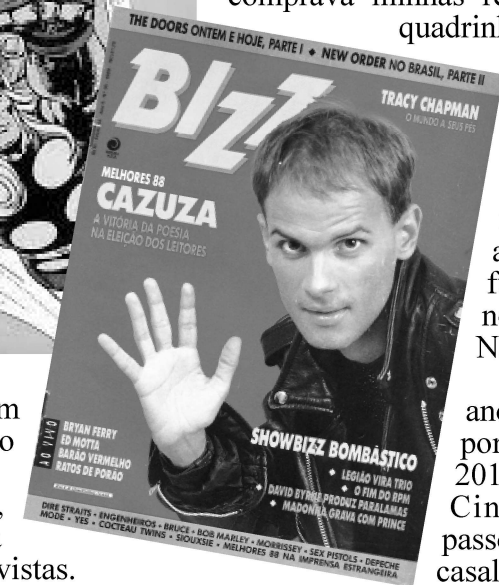 comprava minhas
quadrinh
THE DOORS ONTEM E HOJE, PARTE I ◆ NEW ORDER NO BRASIL, PARTE II
BIZZ
TRACY CHAPMAN
O MUNDO A SEUS PÉS
MELHORES 88
CAZUZA
A VITÓRIA DA POESIA
NA ELEIÇÃO DOS LEITORES
AO VIVO
BRYAN FERRY
ED MOTTA
BARÃO VERMELHO
RATOS DE PORÃO
SHOWBIZZ BOMBÁSTICO
◆ LEGIÃO VIRA TRIO
◆ O FIM DO RPM
◆ DAVID BYRNE PRODUZ PARALAMAS
◆ MADONNA GRAVA COM PRINCE
DIRE STRAITS • ENGENHEIROS • BRUCE • BOB MARLEY • MORRISSEY • SEX PISTOLS • DEPECHE
MODE • YES • COCTEAU TWINS • SIOUXSIE • MELHORES 88 NA IMPRENSA ESTRANGEIRA
m
o
,
vistas.
a
f
n
N
ano
por
201
Cin
passe
casal